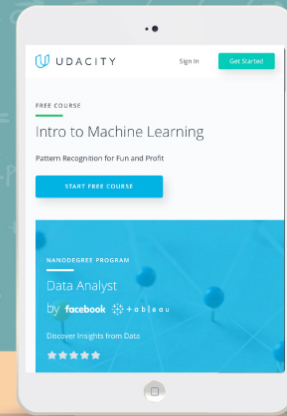 UDACITY Sign In Get Started
FREE COURSE
Intro to Machine Learning
Pattern Recognition for Fun and Profit
START FREE COURSE
NANODEGREE PROGRAM
Data Analyst
by facebook +ableau
Discover Insights from Data